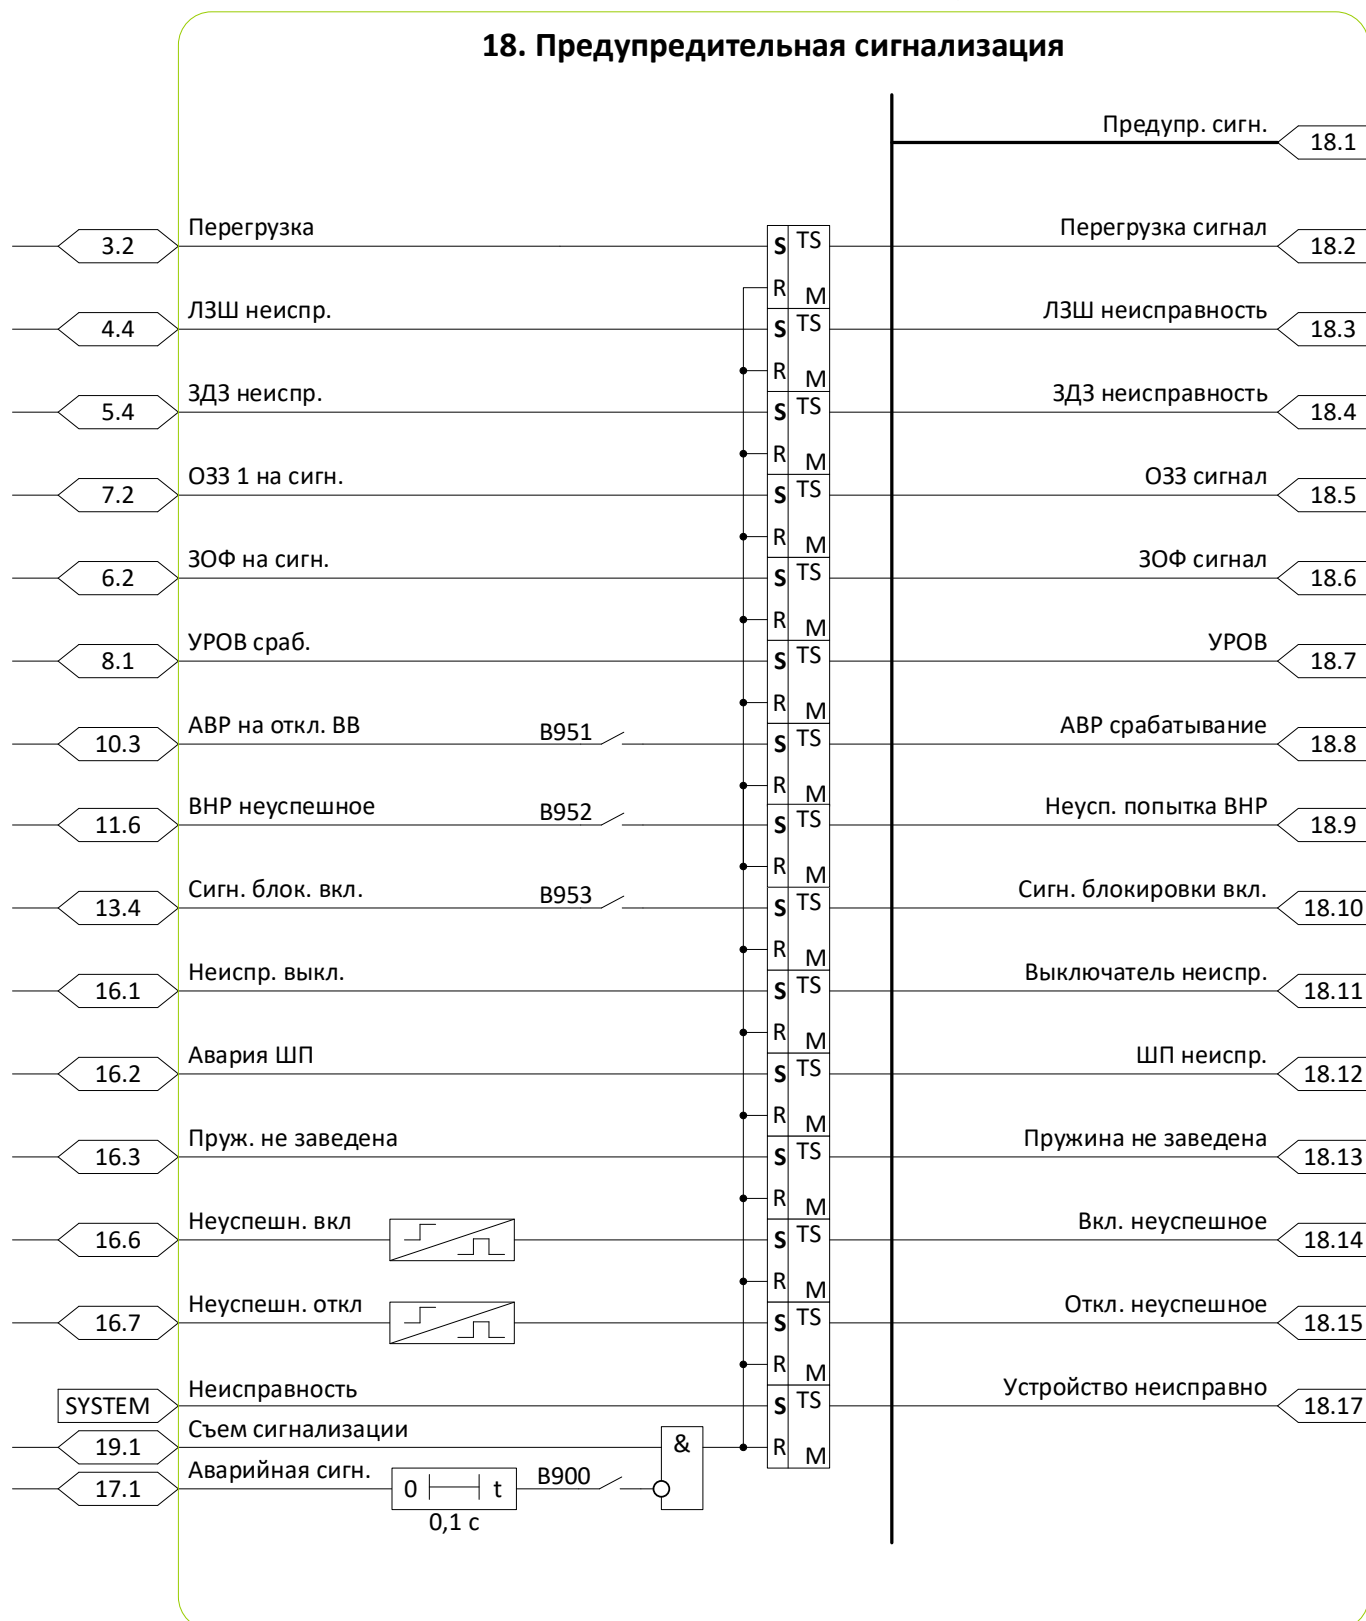 18. Предупредительная сигнализация
Предупр. сигн.
18.1
3.2
Перегрузка
S TS
R M
Перегрузка сигнал
18.2
4.4
ЛЗШ неиспр.
S TS
R M
ЛЗШ неисправность
18.3
5.4
ЗДЗ неиспр.
S TS
R M
ЗДЗ неисправность
18.4
7.2
ОЗЗ 1 на сигн.
S TS
R M
ОЗЗ сигнал
18.5
6.2
ЗОФ на сигн.
S TS
R M
ЗОФ сигнал
18.6
8.1
УРОВ сраб.
S TS
R M
УРОВ
18.7
10.3
АВР на откл. ВВ
B951
S TS
R M
АВР срабатывание
18.8
11.6
ВНР неуспешное
B952
S TS
R M
Неусп. попытка ВНР
18.9
13.4
Сигн. блок. вкл.
B953
S TS
R M
Сигн. блокировки вкл.
18.10
16.1
Неиспр. выкл.
S TS
R M
Выключатель неиспр.
18.11
16.2
Авария ШП
S TS
R M
ШП неиспр.
18.12
16.3
Пруж. не заведена
S TS
R M
Пружина не заведена
18.13
16.6
Неуспешн. вкл
S TS
R M
Вкл. неуспешное
18.14
16.7
Неуспешн. откл
S TS
R M
Откл. неуспешное
18.15
SYSTEM
Неисправность
S TS
R M
Устройство неисправно
18.17
19.1
Съем сигнализации
&
17.1
Аварийная сигн.
0 t
0,1 с
B900